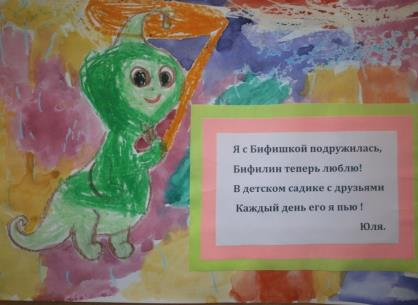 Я с Бифишкой подружилась,
Бифилин теперь люблю!
В детском садике с друзьями
Каждый день его я пью !
Юля.